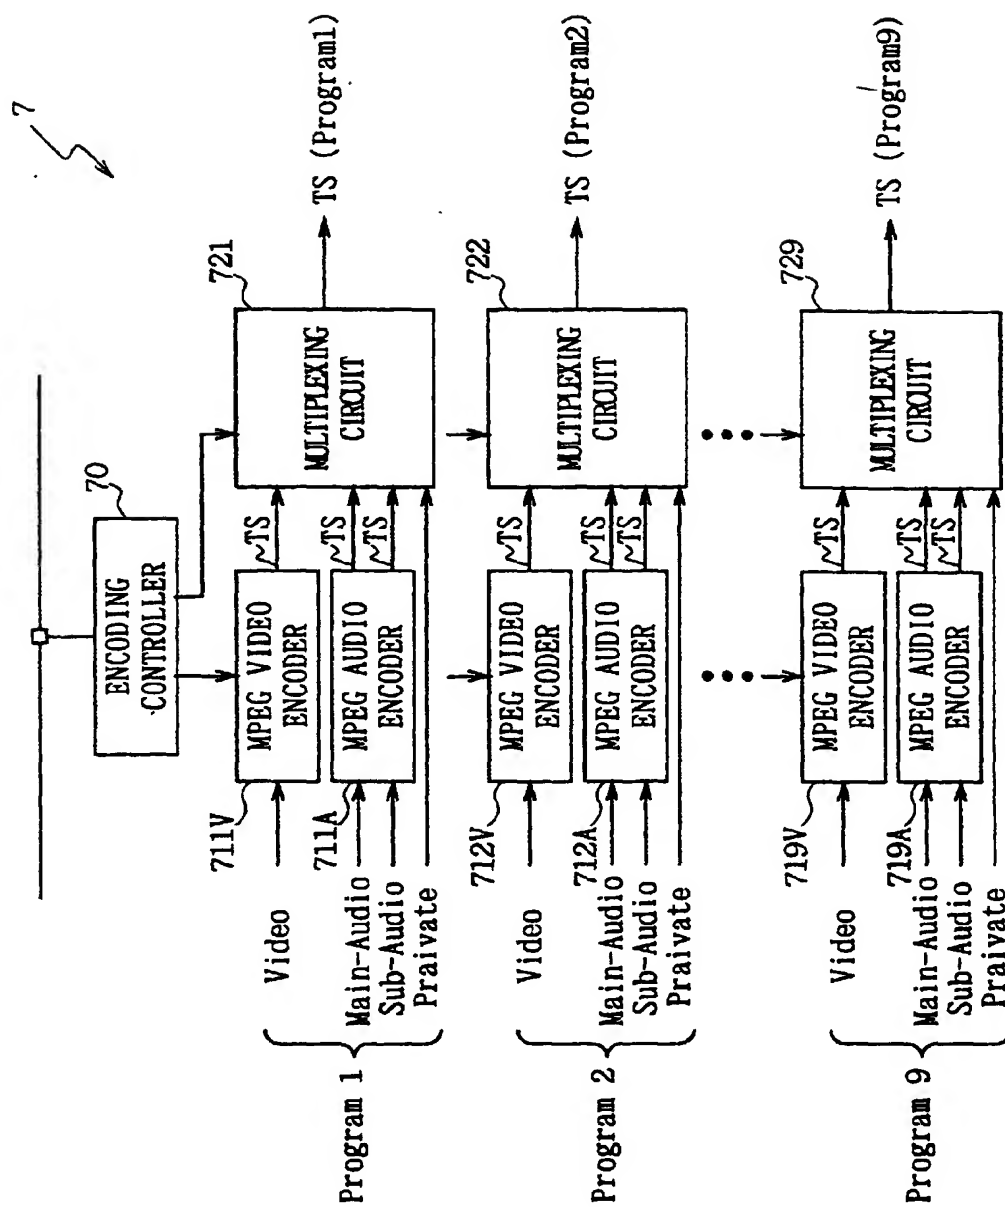 7
70
ENCODING
CONTROLLER
Program 1
Video
Main-Audio
Sub-Audio
Praivate
711V
MPEG VIDEO
ENCODER
711A
MPEG AUDIO
ENCODER
TS
TS
TS
721
MULTIPLEXING
CIRCUIT
TS (Program1)
Program 2
Video
Main-Audio
Sub-Audio
Praivate
712V
MPEG VIDEO
ENCODER
712A
MPEG AUDIO
ENCODER
TS
TS
TS
722
MULTIPLEXING
CIRCUIT
TS (Program2)
Program 9
Video
Main-Audio
Sub-Audio
Praivate
719V
MPEG VIDEO
ENCODER
719A
MPEG AUDIO
ENCODER
TS
TS
TS
729
MULTIPLEXING
CIRCUIT
TS (Program9)